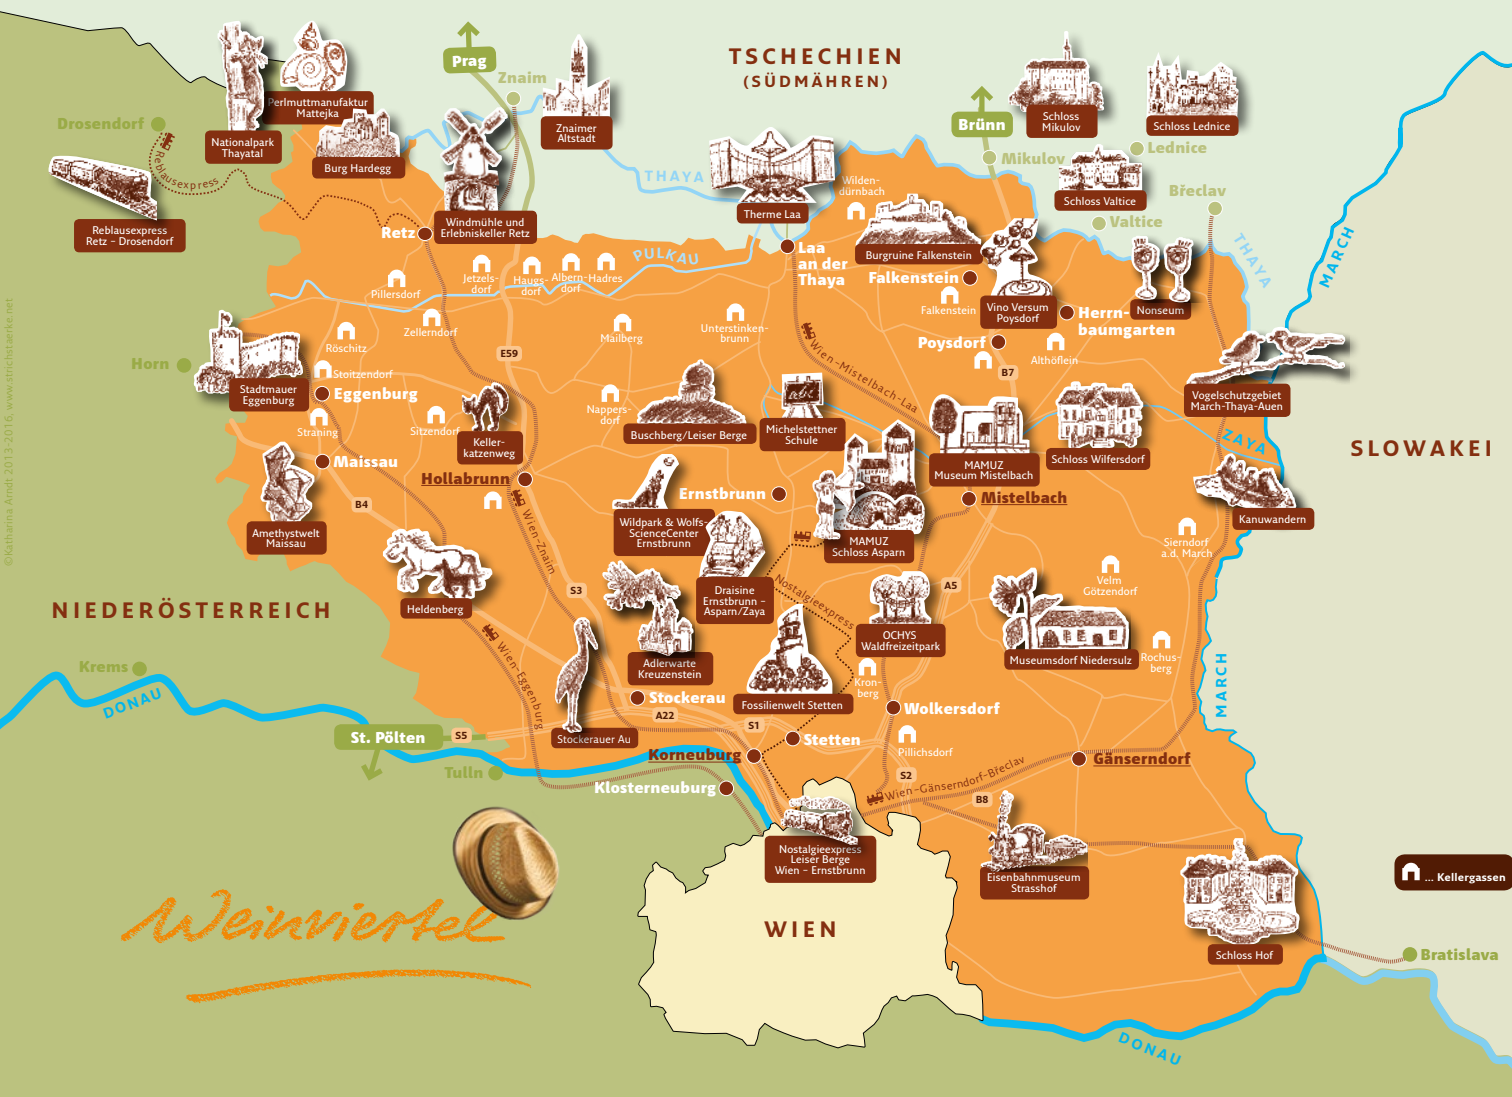 TSCHECHIEN
(SÜDMÄHREN)
Prag
Znaim
Drosendorf
Perlmuttmanufaktur
Mattejka
Nationalpark
Thayatal
Burg Hardegg
Znaimer
Altstadt
Brünn
Schloss
Mikulov
Schloss Lednice
Mikulov
Lednice
Schloss Valtice
Břeclav
Valtice
Reblausexpress
Reblausexpress
Retz – Drosendorf
THAYA
Wilden-
dürnbach
Therme Laa
Windmühle und
Erlebniskeller Retz
Retz
PULKAU
Laa
an der
Thaya
Burgruine Falkenstein
Falkenstein
Falkenstein
Vino Versum
Poysdorf
Nonseum
Herrn-
baumgarten
THAYA
MARCH
Pillersdorf
Jetzels-
dorf
Haugs-
dorf
Albern-
dorf
Hadres
Zellerndorf
Röschitz
Mailberg
Unterstinken-
brunn
Poysdorf
Althöflein
B7
E59
Wien–Mistelbach–Laa
Horn
Stadtmauer
Eggenburg
Stoitzendorf
Eggenburg
Straning
Sitzendorf
Keller-
katzenweg
Nappers-
dorf
Buschberg/Leiser Berge
Michelstettner
Schule
MAMUZ
Museum Mistelbach
Schloss Wilfersdorf
Vogelschutzgebiet
March-Thaya-Auen
ZAYA
SLOWAKEI
Maissau
Hollabrunn
Ernstbrunn
Mistelbach
B4
Amethystwelt
Maissau
Wien–Znaim
Wildpark & Wolfs-
ScienceCenter
Ernstbrunn
MAMUZ
Schloss Asparn
Kanuwandern
Sierndorf
a.d. March
Velm
Götzendorf
Draisine
Ernstbrunn –
Asparn/Zaya
Nostalgieexpress
A5
S3
Heldenberg
NIEDERÖSTERREICH
OCHYS
Waldfreizeitpark
Museumsdorf Niedersulz
Rochus-
berg
Adlerwarte
Kreuzenstein
Kron-
berg
Fossilienwelt Stetten
Wien–Eggenburg
Krems
DONAU
MARCH
Stockerau
Wolkersdorf
A22
S1
St. Pölten
S5
Stockerauer Au
Stetten
Pillichsdorf
Korneuburg
Gänserndorf
Tulln
Klosterneuburg
S2
Wien–Gänserndorf–Břeclav
B8
Nostalgieexpress
Leiser Berge
Wien – Ernstbrunn
Eisenbahnmuseum
Strasshof
... Kellergassen
Weinviertel
WIEN
Schloss Hof
Bratislava
DONAU
©Katharina Arndt 2013-2016, www.strichstaerke.net